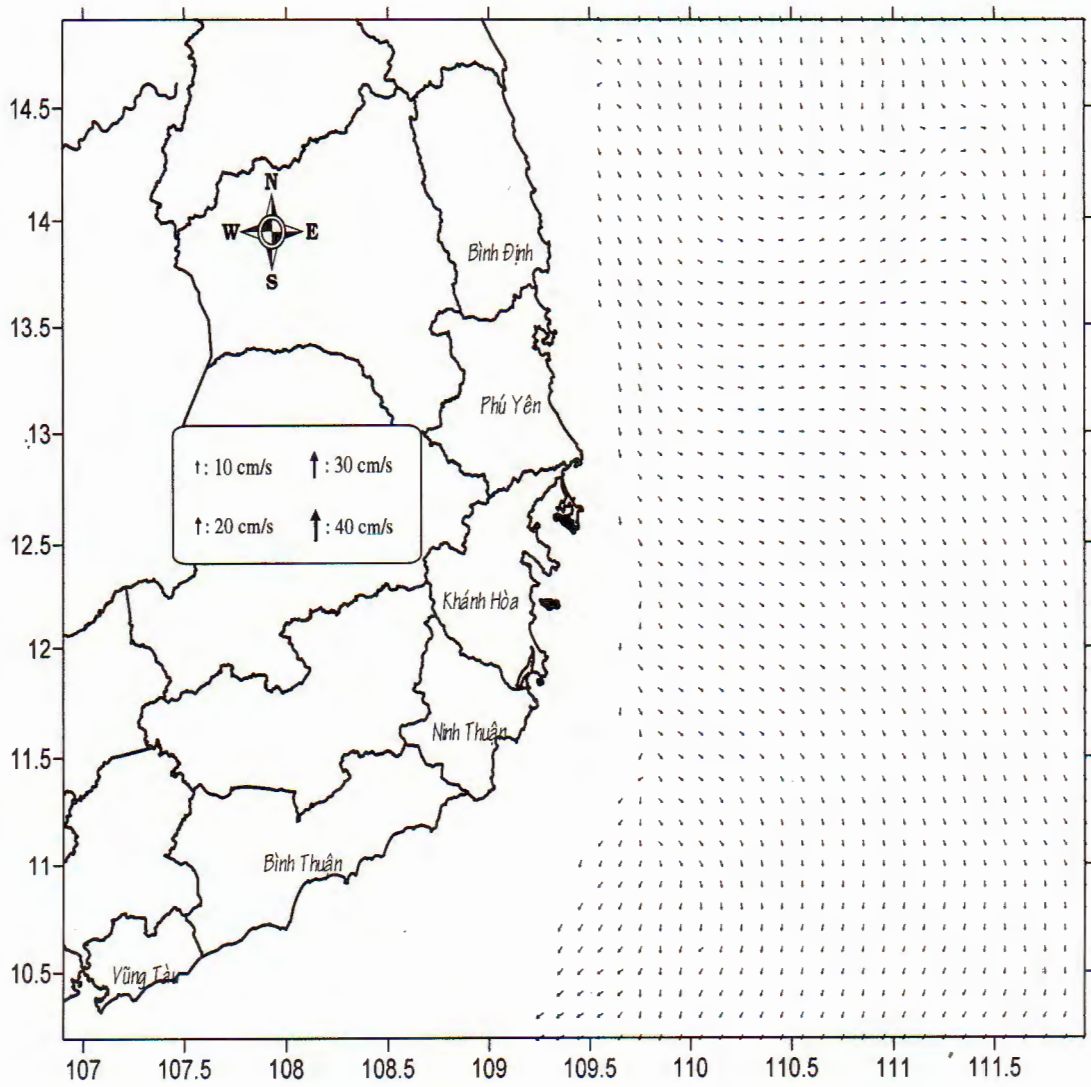 14.5
14
13.5
13
12.5
12
11.5
11
10.5
N
W E
S
Bình Định
Phú Yên
↑: 10 cm/s ↑: 30 cm/s
↑: 20 cm/s ↑: 40 cm/s
Khánh Hòa
Ninh Thuận
Bình Thuận
Vũng Tàu
107 107.5 108 108.5 109 109.5 110 110.5 111 111.5